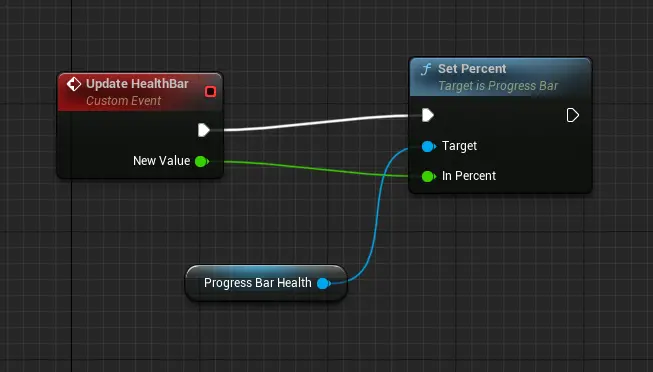 Update HealthBar
Custom Event
New Value
Set Percent
Target is Progress Bar
Target
In Percent
Progress Bar Health